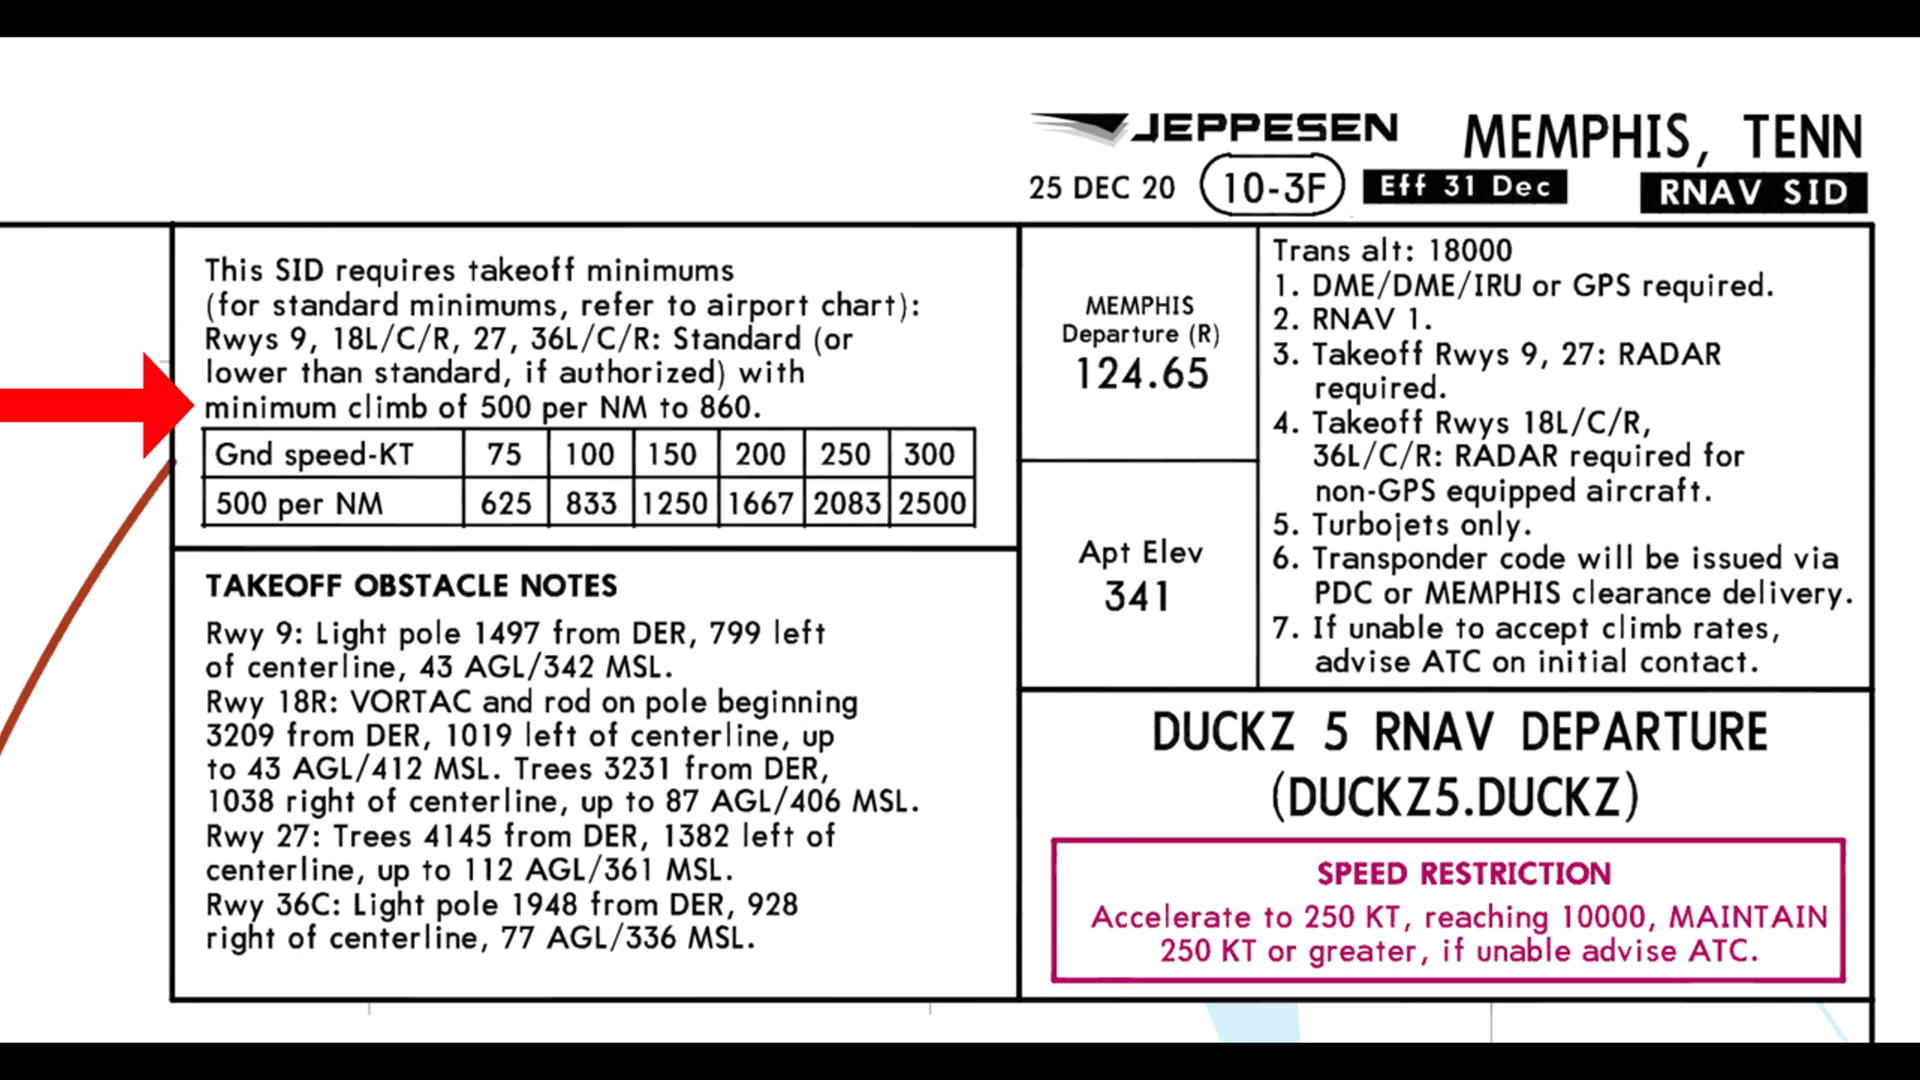 JEPPESEN
MEMPHIS, TENN
25 DEC 20
10-3F
Eff 31 Dec
RNAV SID
This SID requires takeoff minimums
(for standard minimums, refer to airport chart):
Rwys 9, 18L/C/R, 27, 36L/C/R: Standard (or
lower than standard, if authorized) with
minimum climb of 500 per NM to 860.
Gnd speed-KT 75 100 150 200 250 300
500 per NM 625 833 1250 1667 2083 2500
TAKEOFF OBSTACLE NOTES
Rwy 9: Light pole 1497 from DER, 799 left
of centerline, 43 AGL/342 MSL.
Rwy 18R: VORTAC and rod on pole beginning
3209 from DER, 1019 left of centerline, up
to 43 AGL/412 MSL. Trees 3231 from DER,
1038 right of centerline, up to 87 AGL/406 MSL.
Rwy 27: Trees 4145 from DER, 1382 left of
centerline, up to 112 AGL/361 MSL.
Rwy 36C: Light pole 1948 from DER, 928
right of centerline, 77 AGL/336 MSL.
MEMPHIS
Departure (R)
124.65
Apt Elev
341
Trans alt: 18000
1. DME/DME/IRU or GPS required.
2. RNAV 1.
3. Takeoff Rwys 9, 27: RADAR
required.
4. Takeoff Rwys 18L/C/R,
36L/C/R: RADAR required for
non-GPS equipped aircraft.
5. Turbojets only.
6. Transponder code will be issued via
PDC or MEMPHIS clearance delivery.
7. If unable to accept climb rates,
advise ATC on initial contact.
DUCKZ 5 RNAV DEPARTURE
(DUCKZ5.DUCKZ)
SPEED RESTRICTION
Accelerate to 250 KT, reaching 10000, MAINTAIN
250 KT or greater, if unable advise ATC.